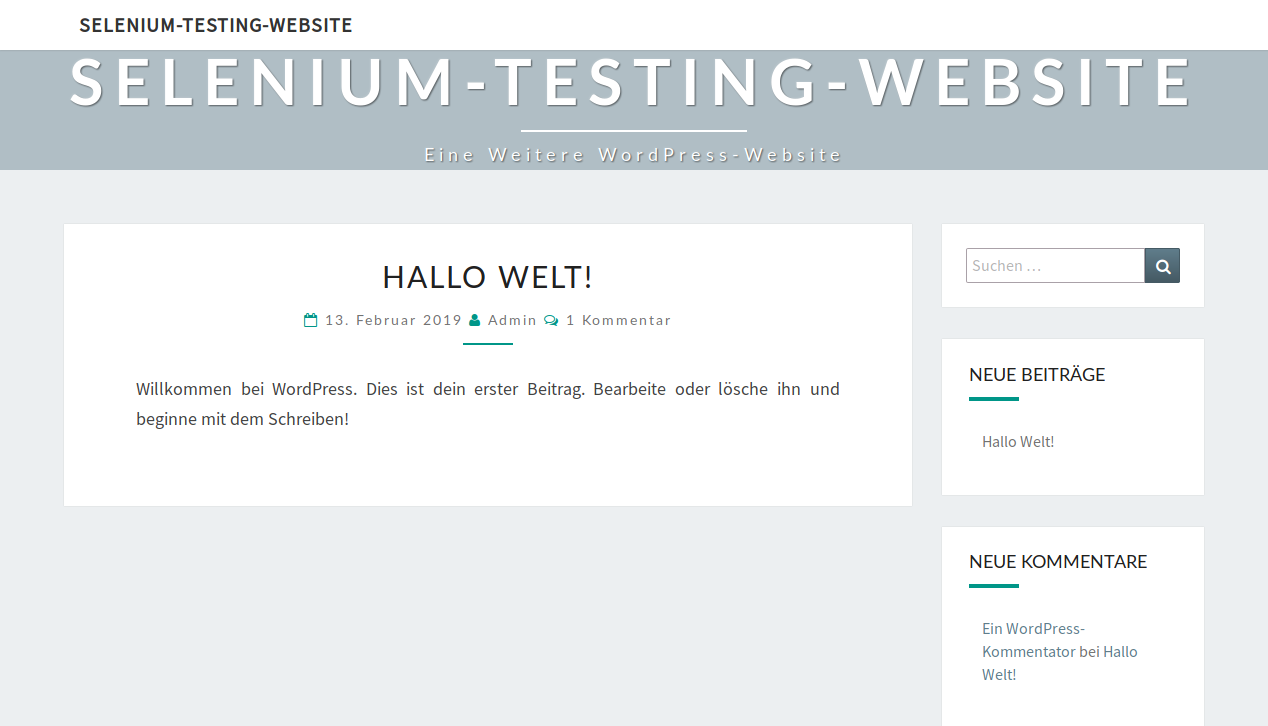 SELENIUM-TESTING-WEBSITE
SELENIUM-TESTING-WEBSITE
Eine Weitere WordPress-Website
HALLO WELT!
13. Februar 2019 Admin 1 Kommentar
Willkommen bei WordPress. Dies ist dein erster Beitrag. Bearbeite oder lösche ihn und
beginne mit dem Schreiben!
Suchen …
NEUE BEITRÄGE
Hallo Welt!
NEUE KOMMENTARE
Ein WordPress-
Kommentator bei Hallo
Welt!